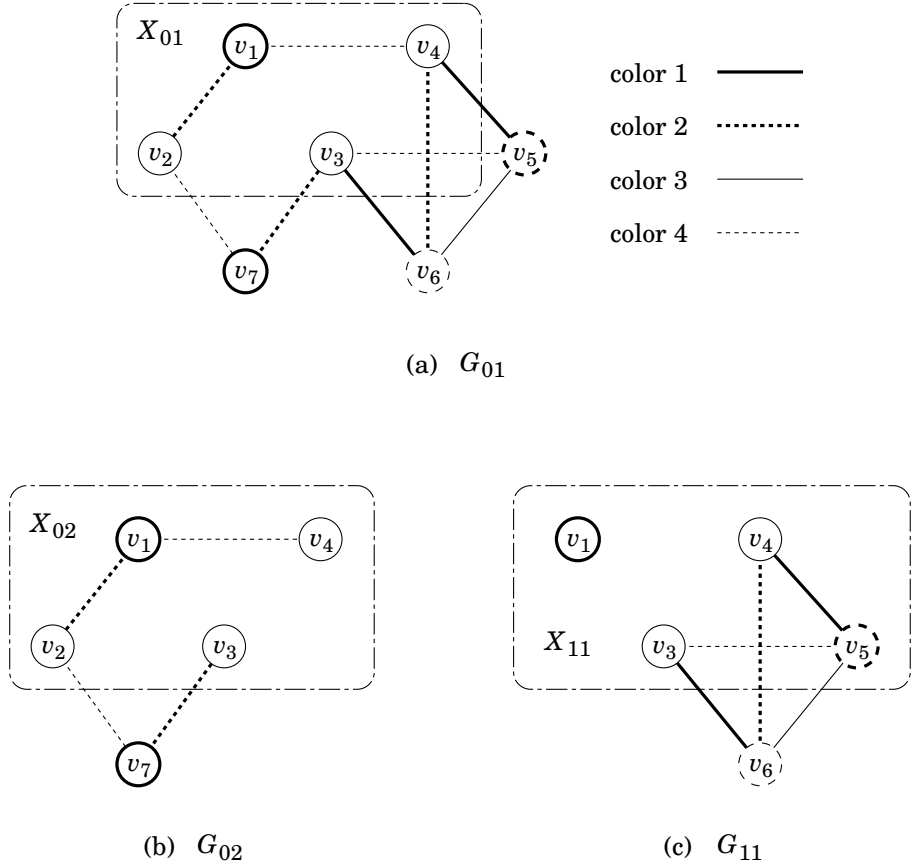 X01
v1
v4
color 1
color 2
v2
v3
v5
color 3
color 4
v7
v6
(a) G01
X02
v1
v4
v2
v3
v7
(b) G02
v1
v4
X11
v3
v5
v6
(c) G11